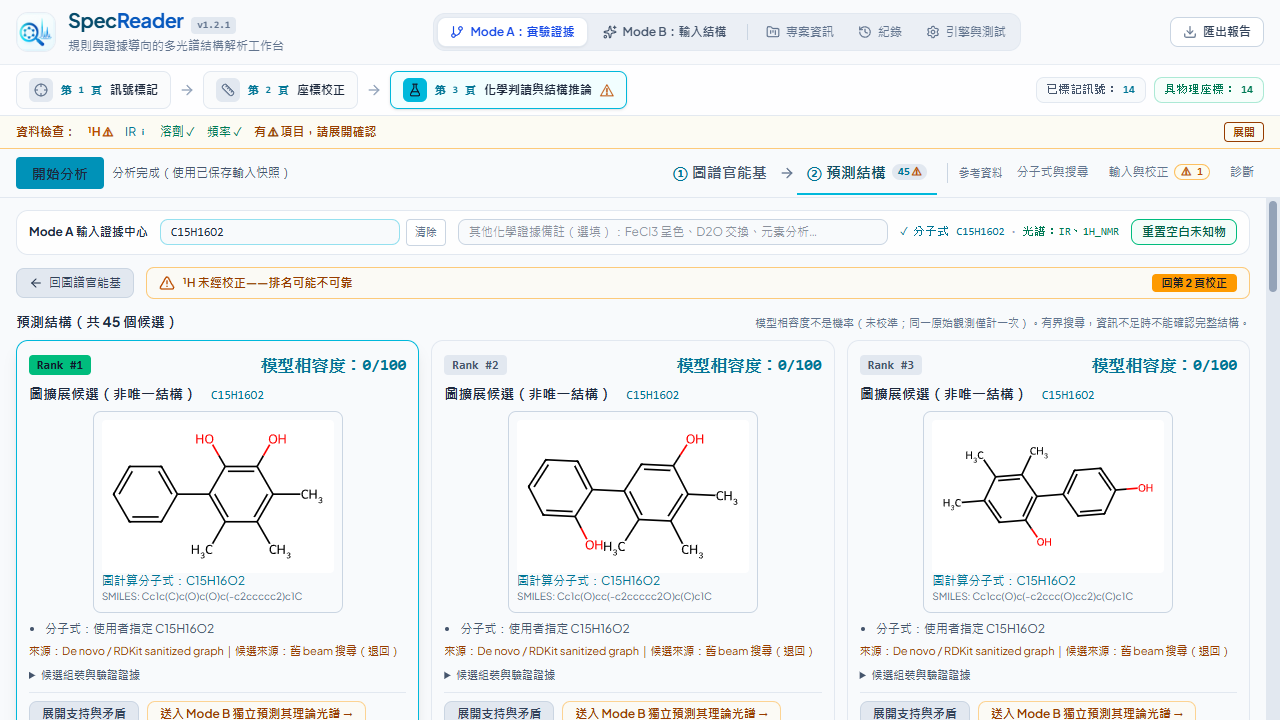 SpecReader v1.2.1
規則與證據導向的多光譜結構解析工作台
Mode A：實驗證據 Mode B：輸入結構 專案資訊 紀錄 引擎與測試
匯出報告
第 1 頁 訊號標記 → 第 2 頁 座標校正 → 第 3 頁 化學判讀與結構推論
已標記訊號： 14 具物理座標： 14
資料檢查： ¹H⚠ IR i 溶劑✓ 頻率✓ 有⚠項目，請展開確認
展開
開始分析 分析完成（使用已保存輸入快照）
① 圖譜官能基 → ② 預測結構 45⚠ 參考資料 分子式與搜尋 輸入與校正 ⚠ 1 診斷
Mode A 輸入證據中心 C15H16O2 清除 其他化學證據備註（選填）：FeCl3 呈色、D2O 交換、元素分析… ✓ 分子式 C15H16O2 · 光譜：IR、1H_NMR 重置空白未知物
← 回圖譜官能基 ¹H 未經校正——排名可能不可靠 回第 2 頁校正
預測結構（共 45 個候選）
模型相容度不是機率（未校準；同一原始觀測僅計一次）。有界搜尋，資訊不足時不能確認完整結構。
Rank #1 模型相容度：0/100
圖擴展候選（非唯一結構） C15H16O2
HO OH
CH3
H3C CH3
圖計算分子式：C15H16O2
SMILES: Cc1c(C)c(O)c(O)c(-c2ccccc2)c1C
• 分子式：使用者指定 C15H16O2
來源：De novo / RDKit sanitized graph｜候選來源：舊 beam 搜尋（退回）
▶ 候選組裝與驗證證據
展開支持與矛盾 送入 Mode B 獨立預測其理論光譜 →
Rank #2 模型相容度：0/100
圖擴展候選（非唯一結構） C15H16O2
OH
CH3
OH H3C CH3
圖計算分子式：C15H16O2
SMILES: Cc1c(O)cc(-c2ccccc2O)c(C)c1C
• 分子式：使用者指定 C15H16O2
來源：De novo / RDKit sanitized graph｜候選來源：舊 beam 搜尋（退回）
▶ 候選組裝與驗證證據
展開支持與矛盾 送入 Mode B 獨立預測其理論光譜 →
Rank #3 模型相容度：0/100
圖擴展候選（非唯一結構） C15H16O2
H3C CH3
OH
H3C
OH
圖計算分子式：C15H16O2
SMILES: Cc1cc(O)c(-c2ccc(O)cc2)c(C)c1C
• 分子式：使用者指定 C15H16O2
來源：De novo / RDKit sanitized graph｜候選來源：舊 beam 搜尋（退回）
▶ 候選組裝與驗證證據
展開支持與矛盾 送入 Mode B 獨立預測其理論光譜 →